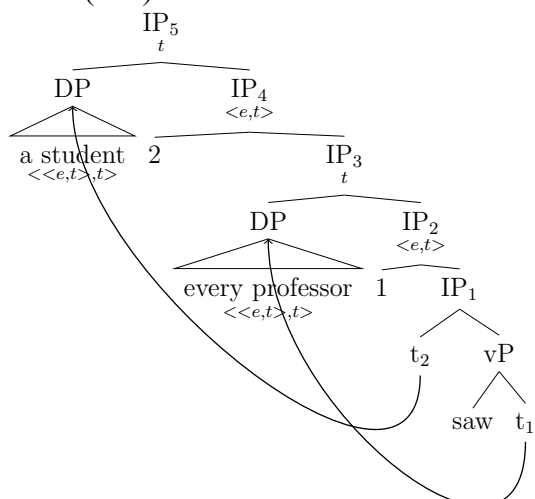 IP₅
t
DP IP₄
<e,t>
a student 2 IP₃
<<e,t>,t> t
DP IP₂
<e,t>
every professor 1 IP₁
<<e,t>,t>
t₂ vP
saw t₁